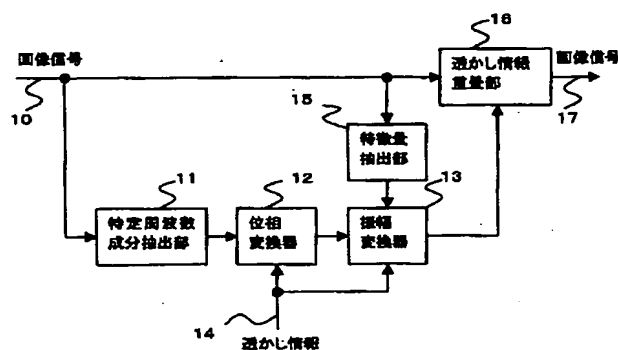 16
画像信号
透かし情報
重畳部
画像信号
10
15
17
特徴量
抽出部
11
12
13
特定周波数
成分抽出部
位相
変換器
振幅
変換器
14
透かし情報